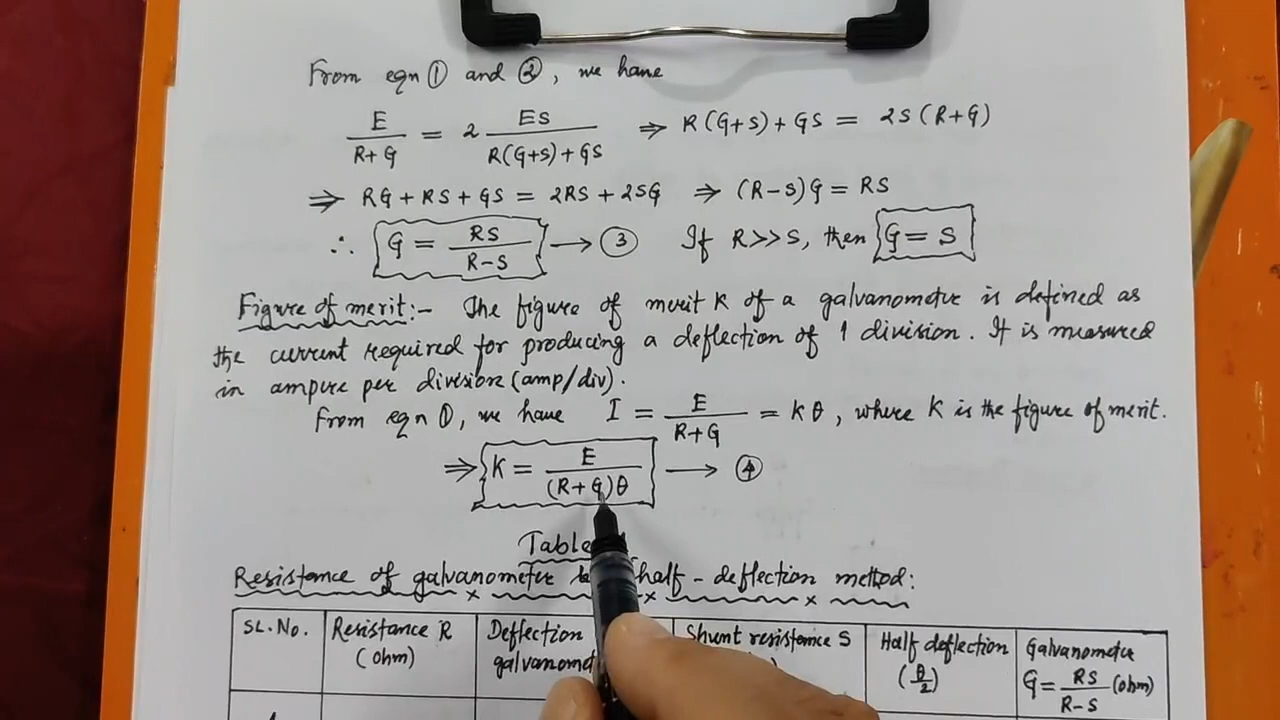 From eqn ① and ②, we have
E/(R+G) = 2 ES/(R(G+S)+GS) ⇒ R(G+S)+GS = 2S(R+G)
⇒ RG+RS+GS = 2RS+2SG ⇒ (R-S)G = RS
∴ G = RS/(R-S) → ③ If R>>S, then G = S
Figure of merit:- The figure of merit K of a galvanometer is defined as
the current required for producing a deflection of 1 division. It is measured
in ampere per division (amp/div).
From eqn ①, we have I = E/(R+G) = kθ, where K is the figure of merit.
⇒ K = E/((R+G)θ) → ④
Table
Resistance of galvanometer half-deflection method:
SL. No. Resistance R Deflection Shunt resistance S Half deflection Galvanometer
(Ohm) (θ/2) G = RS/(R-S) (ohm)